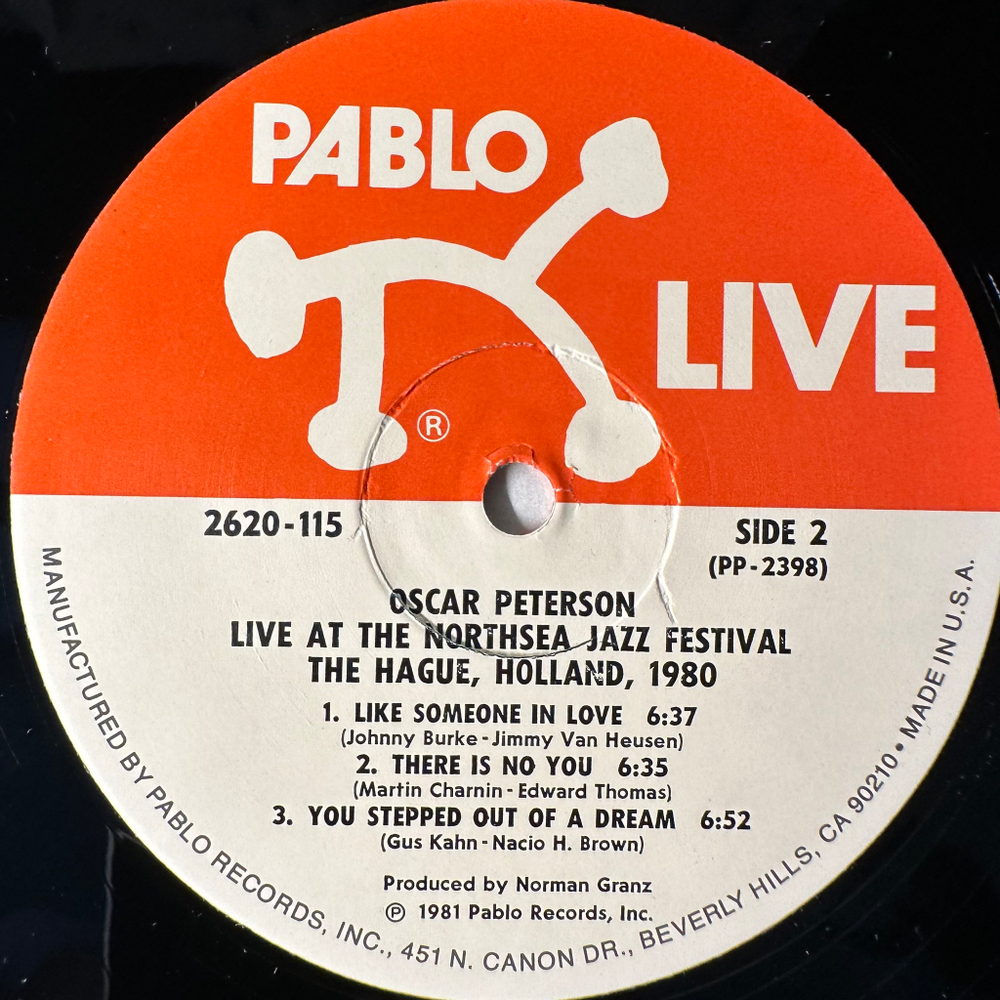 PABLO
LIVE
®
2620-115
SIDE 2
(PP-2398)
OSCAR PETERSON
LIVE AT THE NORTHSEA JAZZ FESTIVAL
THE HAGUE, HOLLAND, 1980
1. LIKE SOMEONE IN LOVE 6:37
(Johnny Burke-Jimmy Van Heusen)
2. THERE IS NO YOU 6:35
(Martin Charnin-Edward Thomas)
3. YOU STEPPED OUT OF A DREAM 6:52
(Gus Kahn-Nacio H. Brown)
Produced by Norman Granz
℗ 1981 Pablo Records, Inc.
MANUFACTURED BY PABLO RECORDS, INC., 451 N. CANON DR., BEVERLY HILLS, CA 90210 • MADE IN U.S.A.